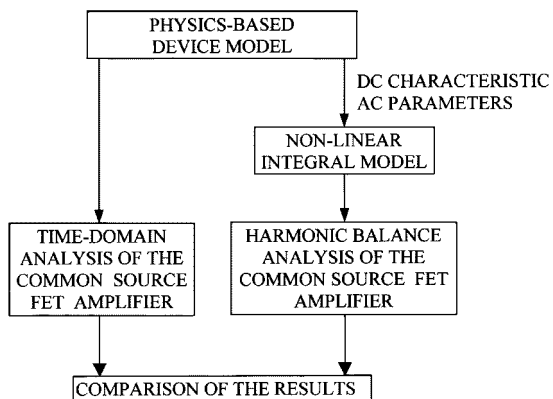 PHYSICS-BASED
DEVICE MODEL
DC CHARACTERISTIC
AC PARAMETERS
NON-LINEAR
INTEGRAL MODEL
TIME-DOMAIN
ANALYSIS OF THE
COMMON SOURCE
FET AMPLIFIER
HARMONIC BALANCE
ANALYSIS OF THE
COMMON SOURCE FET
AMPLIFIER
COMPARISON OF THE RESULTS